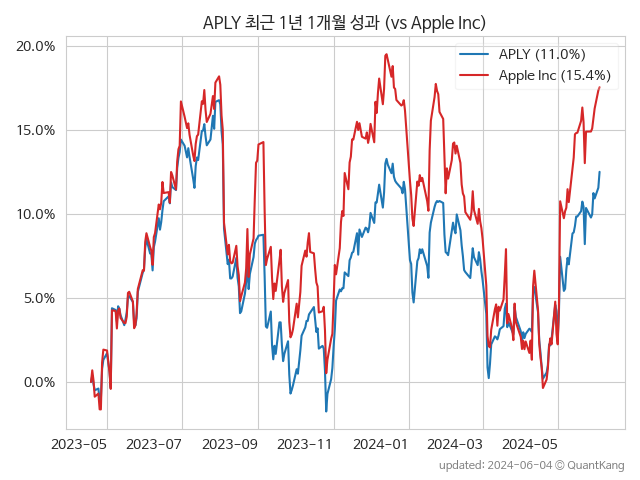 APLY 최근 1년 1개월 성과 (vs Apple Inc)
20.0%
15.0%
10.0%
5.0%
0.0%
APLY (11.0%)
Apple Inc (15.4%)
2023-05 2023-07 2023-09 2023-11 2024-01 2024-03 2024-05
updated: 2024-06-04 © QuantKang